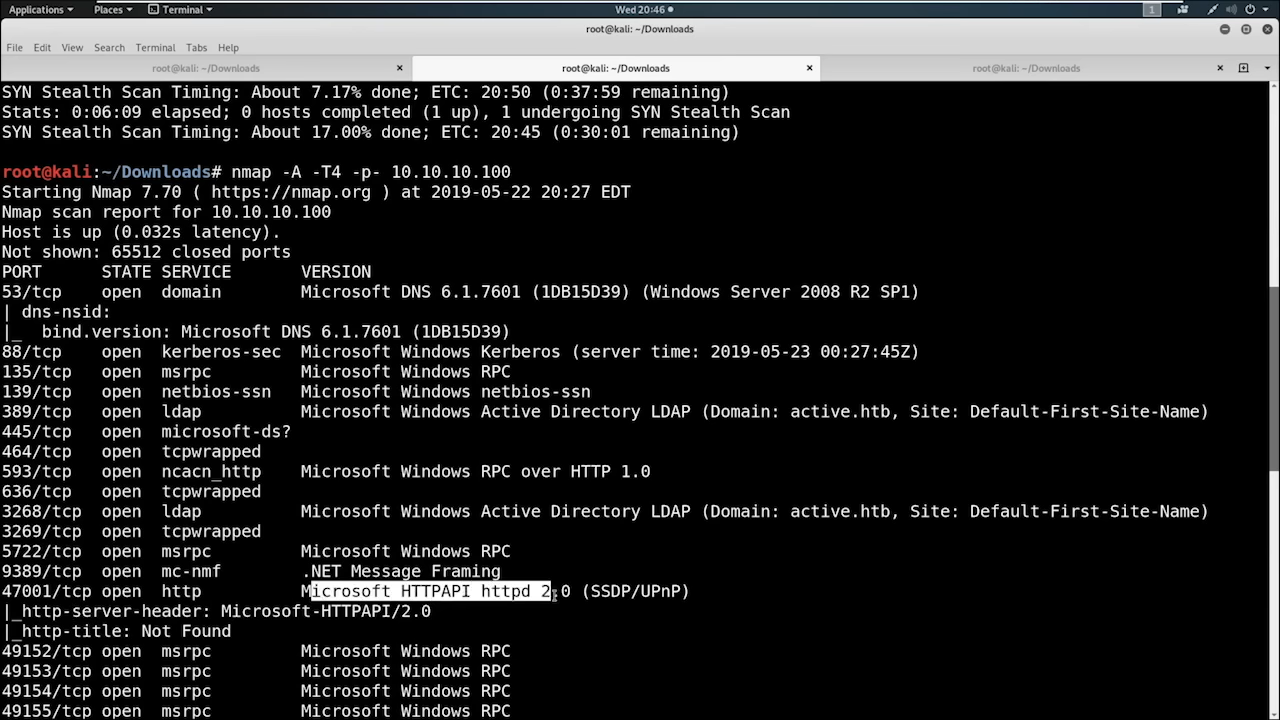 Applications Places Terminal Wed 20:46 1
root@kali: ~/Downloads
File Edit View Search Terminal Tabs Help
root@kali: ~/Downloads root@kali: ~/Downloads root@kali: ~/Downloads
SYN Stealth Scan Timing: About 7.17% done; ETC: 20:50 (0:37:59 remaining)
Stats: 0:06:09 elapsed; 0 hosts completed (1 up), 1 undergoing SYN Stealth Scan
SYN Stealth Scan Timing: About 17.00% done; ETC: 20:45 (0:30:01 remaining)
root@kali:~/Downloads# nmap -A -T4 -p- 10.10.10.100
Starting Nmap 7.70 ( https://nmap.org ) at 2019-05-22 20:27 EDT
Nmap scan report for 10.10.10.100
Host is up (0.032s latency).
Not shown: 65512 closed ports
PORT STATE SERVICE VERSION
53/tcp open domain Microsoft DNS 6.1.7601 (1DB15D39) (Windows Server 2008 R2 SP1)
| dns-nsid:
|_ bind.version: Microsoft DNS 6.1.7601 (1DB15D39)
88/tcp open kerberos-sec Microsoft Windows Kerberos (server time: 2019-05-23 00:27:45Z)
135/tcp open msrpc Microsoft Windows RPC
139/tcp open netbios-ssn Microsoft Windows netbios-ssn
389/tcp open ldap Microsoft Windows Active Directory LDAP (Domain: active.htb, Site: Default-First-Site-Name)
445/tcp open microsoft-ds?
464/tcp open tcpwrapped
593/tcp open ncacn_http Microsoft Windows RPC over HTTP 1.0
636/tcp open tcpwrapped
3268/tcp open ldap Microsoft Windows Active Directory LDAP (Domain: active.htb, Site: Default-First-Site-Name)
3269/tcp open tcpwrapped
5722/tcp open msrpc Microsoft Windows RPC
9389/tcp open mc-nmf .NET Message Framing
47001/tcp open http Microsoft HTTPAPI httpd 2.0 (SSDP/UPnP)
|_http-server-header: Microsoft-HTTPAPI/2.0
|_http-title: Not Found
49152/tcp open msrpc Microsoft Windows RPC
49153/tcp open msrpc Microsoft Windows RPC
49154/tcp open msrpc Microsoft Windows RPC
49155/tcp open msrpc Microsoft Windows RPC